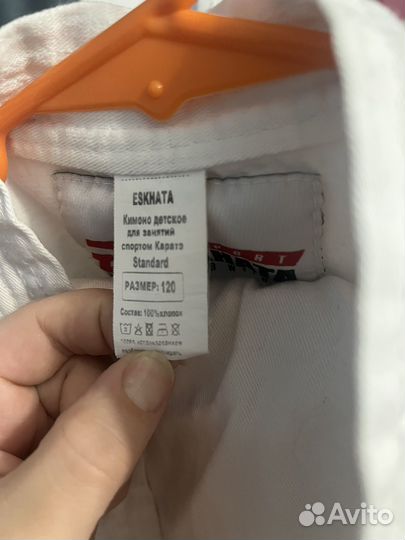 ESKHATA
Кимоно детское
для занятий
спортом Каратэ
Standard
РАЗМЕР: 120
Состав: 100%хлопок
Avito